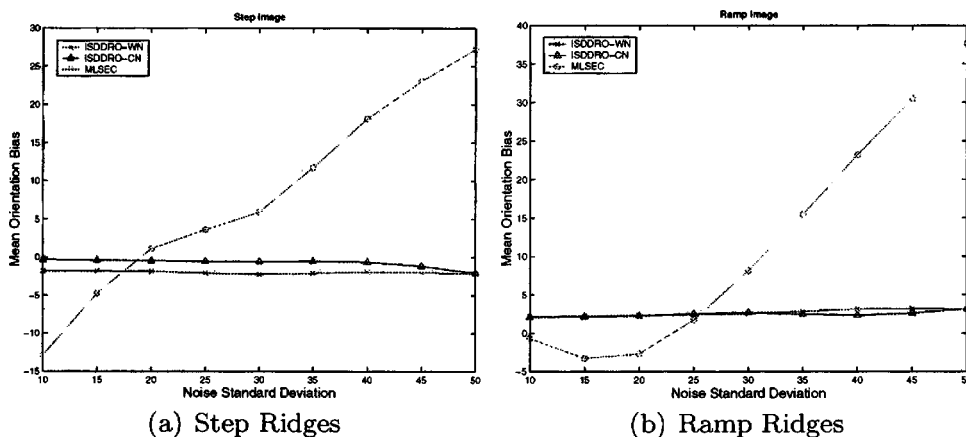 Step Image
30
25
20
15
10
5
0
−5
−10
−15
Mean Orientation Bias
ISDDRO-WN
ISDDRO-CN
MLSEC
10 15 20 25 30 35 40 45 50
Noise Standard Deviation
(a) Step Ridges
Ramp Image
40
35
30
25
20
15
10
5
0
−5
Mean Orientation Bias
ISDDRO-WN
ISDDRO-CN
MLSEC
10 15 20 25 30 35 40 45
Noise Standard Deviation
(b) Ramp Ridges